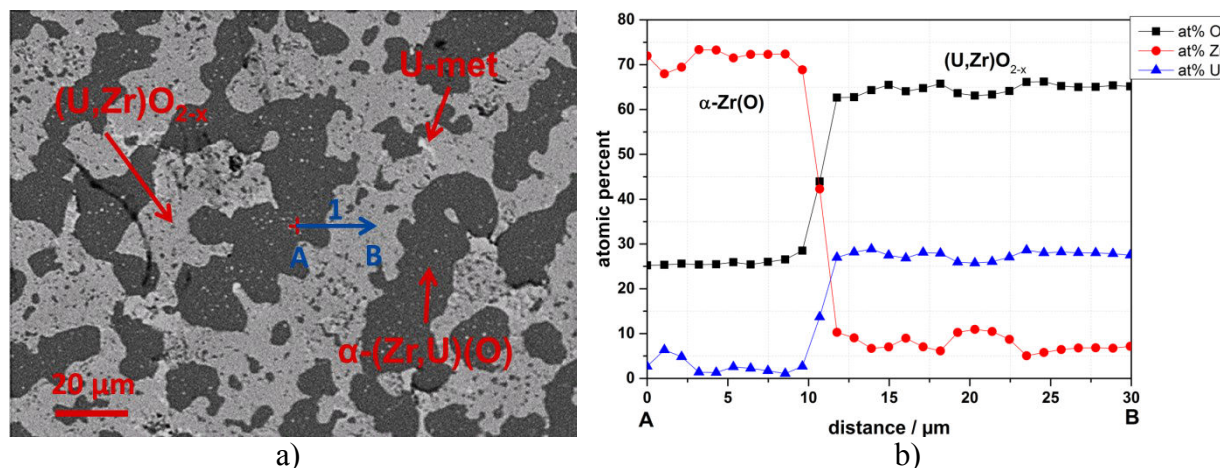 U-met
(U,Zr)O2-x
1
A
B
α-(Zr,U)(O)
20 μm
a)
80
70
60
50
40
30
20
10
0
atomic percent
α-Zr(O)
(U,Zr)O2-x
at% O
at% Z
at% U
0
5
10
15
20
25
30
A
B
distance / μm
b)